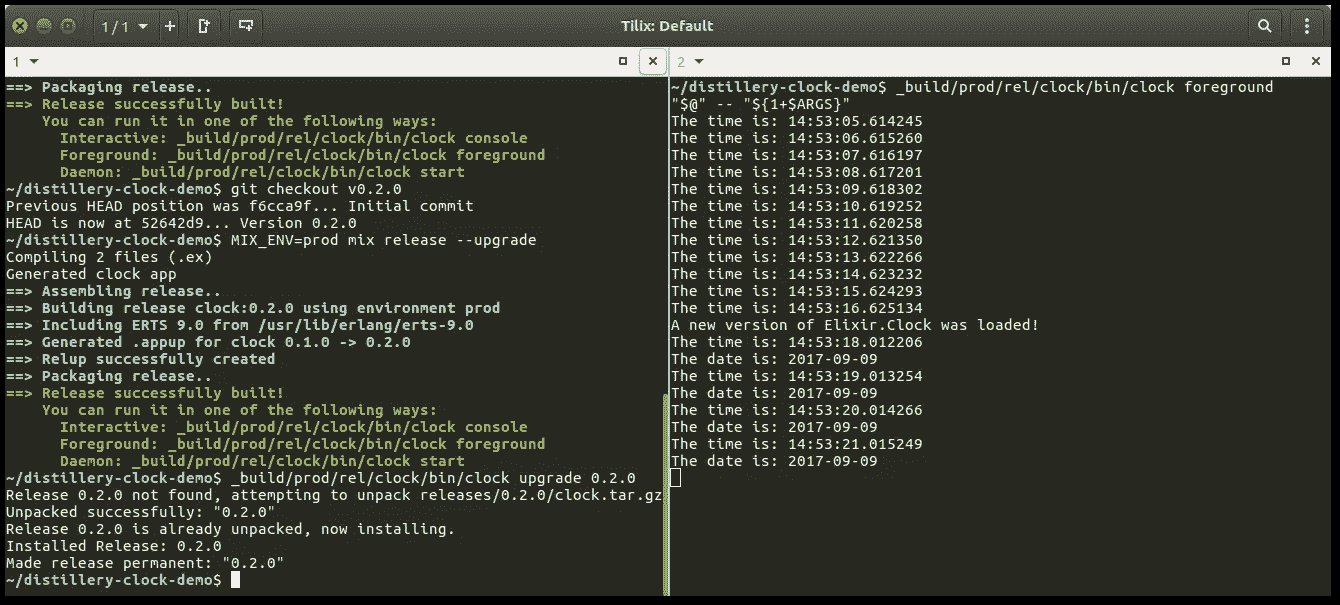 1 / 1
Tilix: Default
1
==> Packaging release..
==> Release successfully built!
    You can run it in one of the following ways:
      Interactive: _build/prod/rel/clock/bin/clock console
      Foreground: _build/prod/rel/clock/bin/clock foreground
      Daemon: _build/prod/rel/clock/bin/clock start
~/distillery-clock-demo$ git checkout v0.2.0
Previous HEAD position was f6cca9f... Initial commit
HEAD is now at 52642d9... Version 0.2.0
~/distillery-clock-demo$ MIX_ENV=prod mix release --upgrade
Compiling 2 files (.ex)
Generated clock app
==> Assembling release..
==> Building release clock:0.2.0 using environment prod
==> Including ERTS 9.0 from /usr/lib/erlang/erts-9.0
==> Generated .appup for clock 0.1.0 -> 0.2.0
==> Relup successfully created
==> Packaging release..
==> Release successfully built!
    You can run it in one of the following ways:
      Interactive: _build/prod/rel/clock/bin/clock console
      Foreground: _build/prod/rel/clock/bin/clock foreground
      Daemon: _build/prod/rel/clock/bin/clock start
~/distillery-clock-demo$ _build/prod/rel/clock/bin/clock upgrade 0.2.0
Release 0.2.0 not found, attempting to unpack releases/0.2.0/clock.tar.gz
Unpacked successfully: "0.2.0"
Release 0.2.0 is already unpacked, now installing.
Installed Release: 0.2.0
Made release permanent: "0.2.0"
~/distillery-clock-demo$
2
~/distillery-clock-demo$ _build/prod/rel/clock/bin/clock foreground
"$@" -- "${1+$ARGS}"
The time is: 14:53:05.614245
The time is: 14:53:06.615260
The time is: 14:53:07.616197
The time is: 14:53:08.617201
The time is: 14:53:09.618302
The time is: 14:53:10.619252
The time is: 14:53:11.620258
The time is: 14:53:12.621350
The time is: 14:53:13.622266
The time is: 14:53:14.623232
The time is: 14:53:15.624293
The time is: 14:53:16.625134
A new version of Elixir.Clock was loaded!
The time is: 14:53:18.012206
The date is: 2017-09-09
The time is: 14:53:19.013254
The date is: 2017-09-09
The time is: 14:53:20.014266
The date is: 2017-09-09
The time is: 14:53:21.015249
The date is: 2017-09-09